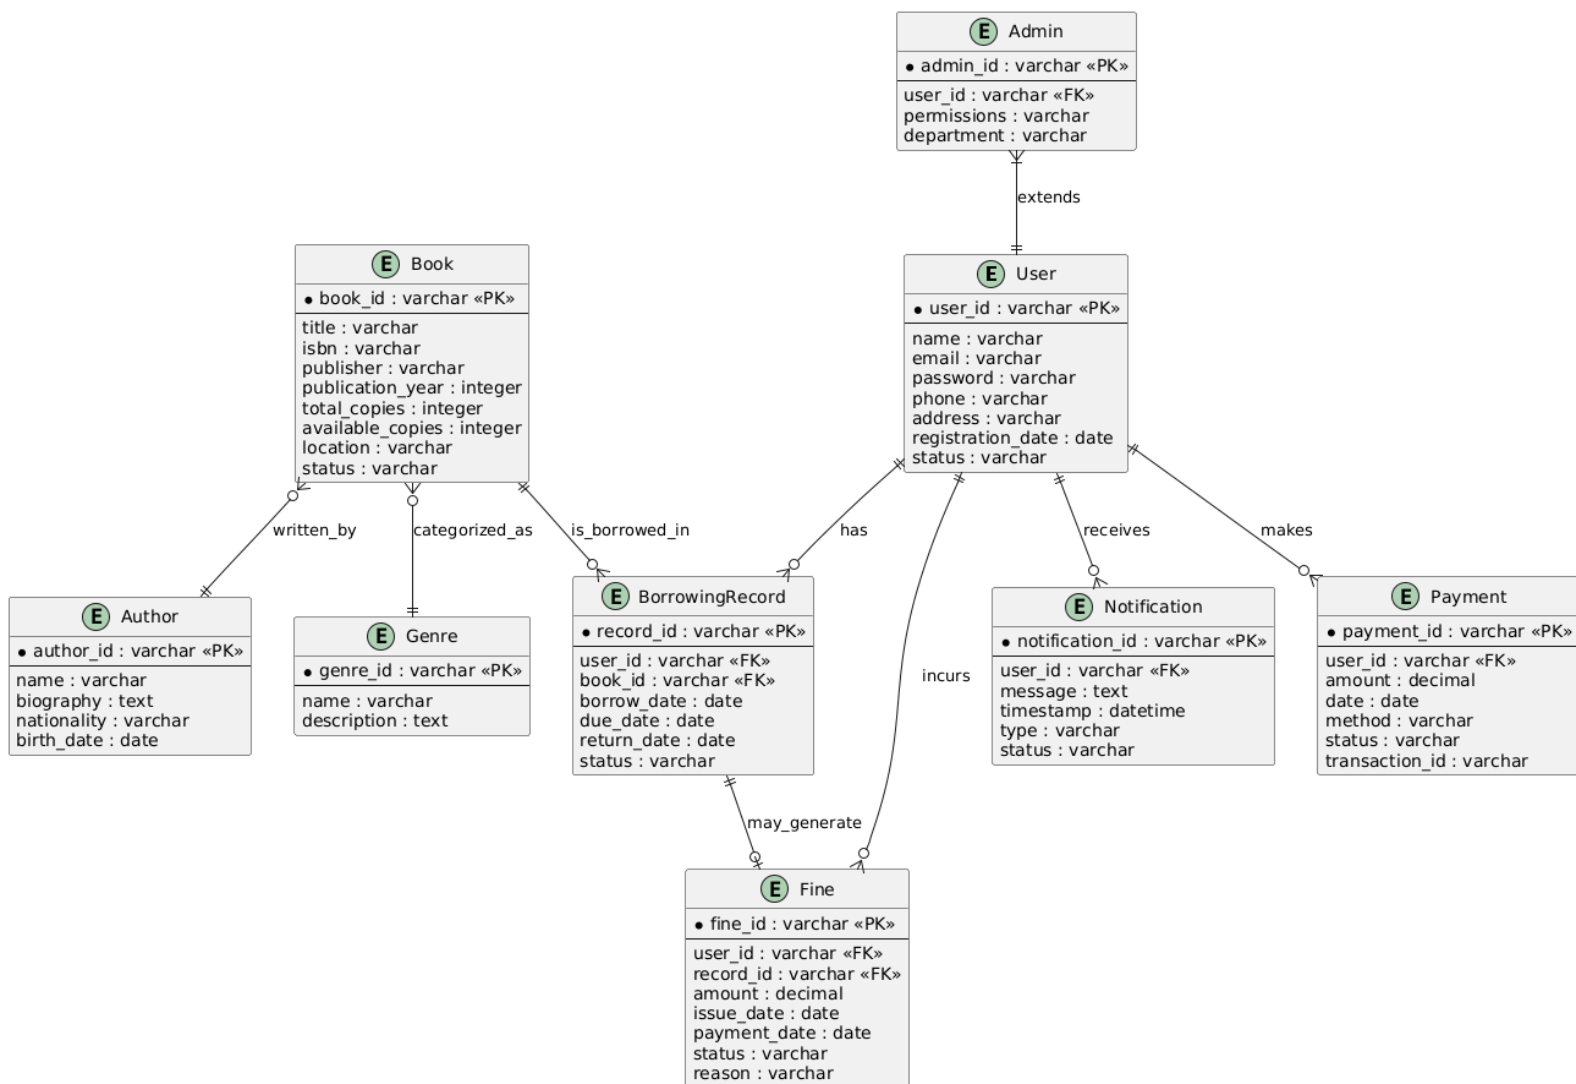 E Admin
admin_id : varchar «PK»
user_id : varchar «FK»
permissions : varchar
department : varchar
extends
E Book
book_id : varchar «PK»
title : varchar
isbn : varchar
publisher : varchar
publication_year : integer
total_copies : integer
available_copies : integer
location : varchar
status : varchar
E User
user_id : varchar «PK»
name : varchar
email : varchar
password : varchar
phone : varchar
address : varchar
registration_date : date
status : varchar
written_by
categorized_as
is_borrowed_in
has
receives
makes
E Author
author_id : varchar «PK»
name : varchar
biography : text
nationality : varchar
birth_date : date
E Genre
genre_id : varchar «PK»
name : varchar
description : text
E BorrowingRecord
record_id : varchar «PK»
user_id : varchar «FK»
book_id : varchar «FK»
borrow_date : date
due_date : date
return_date : date
status : varchar
incurs
E Notification
notification_id : varchar «PK»
user_id : varchar «FK»
message : text
timestamp : datetime
type : varchar
status : varchar
E Payment
payment_id : varchar «PK»
user_id : varchar «FK»
amount : decimal
date : date
method : varchar
status : varchar
transaction_id : varchar
may_generate
E Fine
fine_id : varchar «PK»
user_id : varchar «FK»
record_id : varchar «FK»
amount : decimal
issue_date : date
payment_date : date
status : varchar
reason : varchar